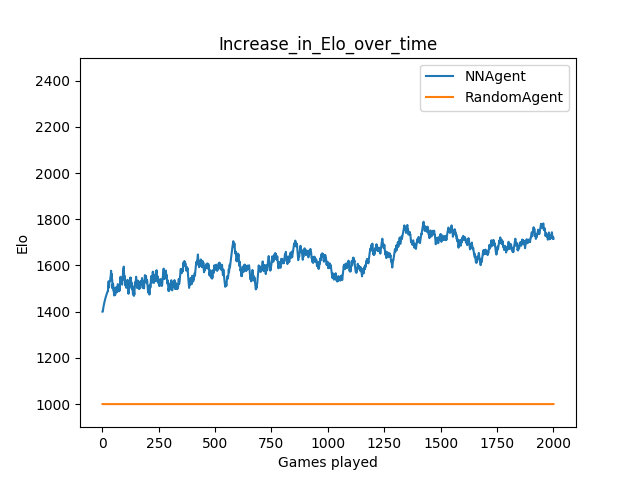 Increase_in_Elo_over_time
NNAgent
RandomAgent
2400
2200
2000
1800
1600
1400
1200
1000
Elo
0 250 500 750 1000 1250 1500 1750 2000
Games played